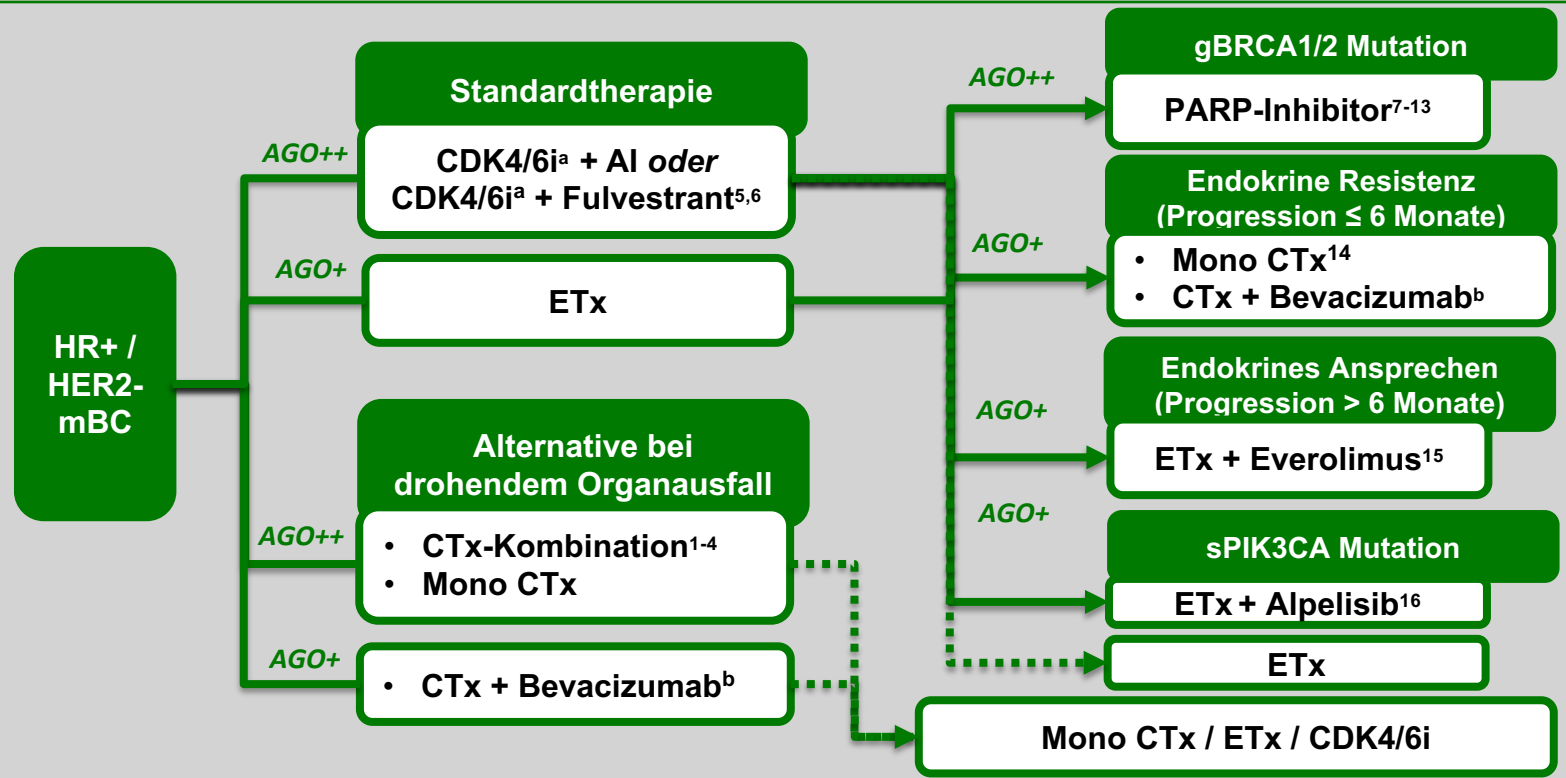 HR+ /
HER2-
mBC
AGO++
Standardtherapie
CDK4/6iᵃ + AI oder
CDK4/6iᵃ + Fulvestrant⁵,⁶
AGO+
ETx
Alternative bei
drohendem Organausfall
AGO++
• CTx-Kombination¹⁻⁴
• Mono CTx
AGO+
• CTx + Bevacizumabᵇ
AGO++
gBRCA1/2 Mutation
PARP-Inhibitor⁷⁻¹³
AGO+
Endokrine Resistenz
(Progression ≤ 6 Monate)
• Mono CTx¹⁴
• CTx + Bevacizumabᵇ
AGO+
Endokrines Ansprechen
(Progression > 6 Monate)
ETx + Everolimus¹⁵
AGO+
sPIK3CA Mutation
ETx + Alpelisib¹⁶
ETx
Mono CTx / ETx / CDK4/6i